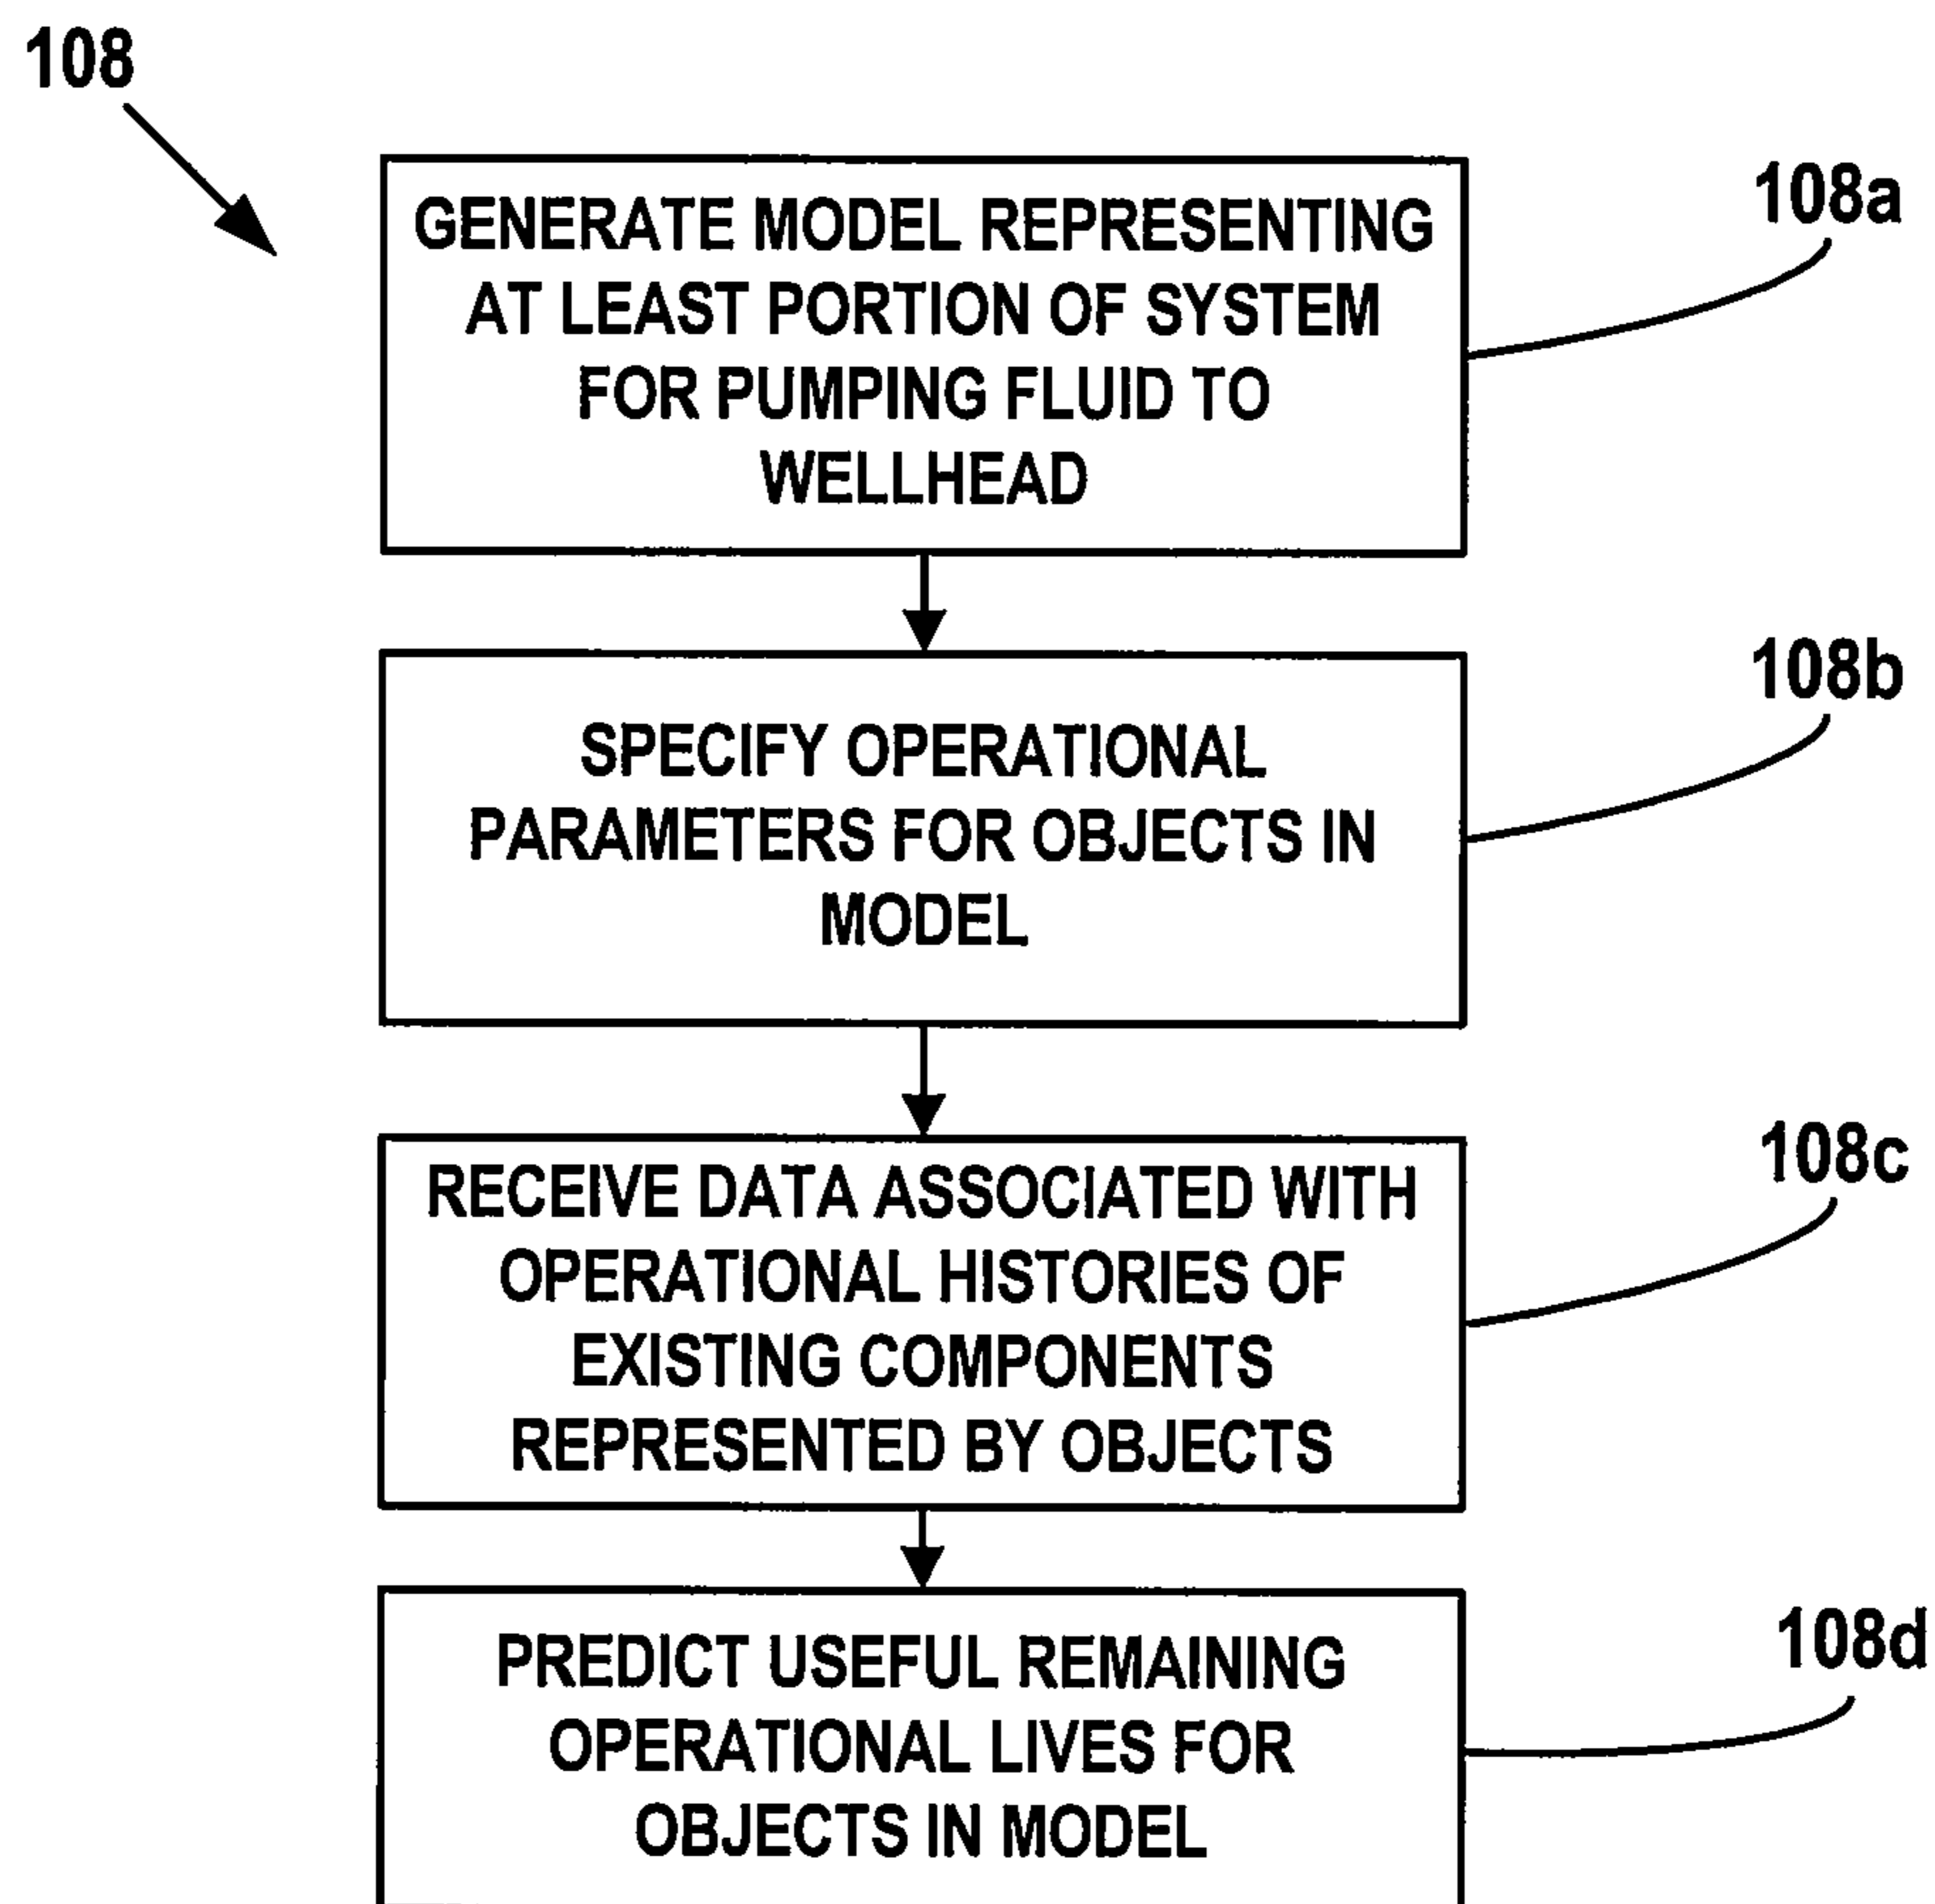 108
GENERATE MODEL REPRESENTING
AT LEAST PORTION OF SYSTEM
FOR PUMPING FLUID TO
WELLHEAD
108a
SPECIFY OPERATIONAL
PARAMETERS FOR OBJECTS IN
MODEL
108b
RECEIVE DATA ASSOCIATED WITH
OPERATIONAL HISTORIES OF
EXISTING COMPONENTS
REPRESENTED BY OBJECTS
108c
PREDICT USEFUL REMAINING
OPERATIONAL LIVES FOR
OBJECTS IN MODEL
108d